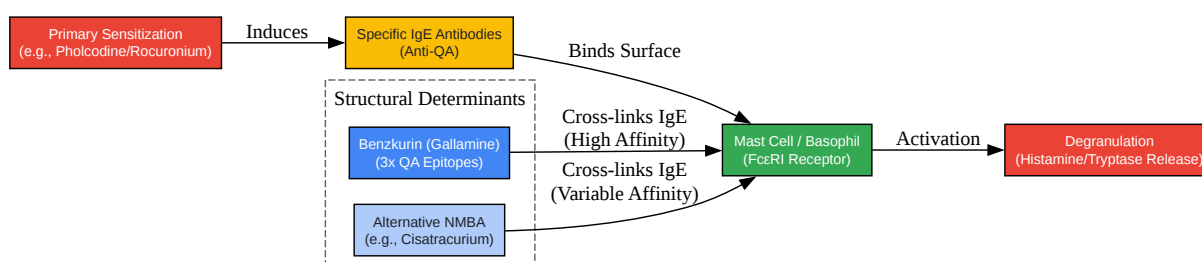 Primary Sensitization
(e.g., Pholcodine/Rocuronium)
Induces
Specific IgE Antibodies
(Anti-QA)
Binds Surface
Structural Determinants
Benzkurin (Gallamine)
(3x QA Epitopes)
Cross-links IgE
(High Affinity)
Cross-links IgE
(Variable Affinity)
Alternative NMBA
(e.g., Cisatracurium)
Mast Cell / Basophil
(FcεRI Receptor)
Activation
Degranulation
(Histamine/Tryptase Release)